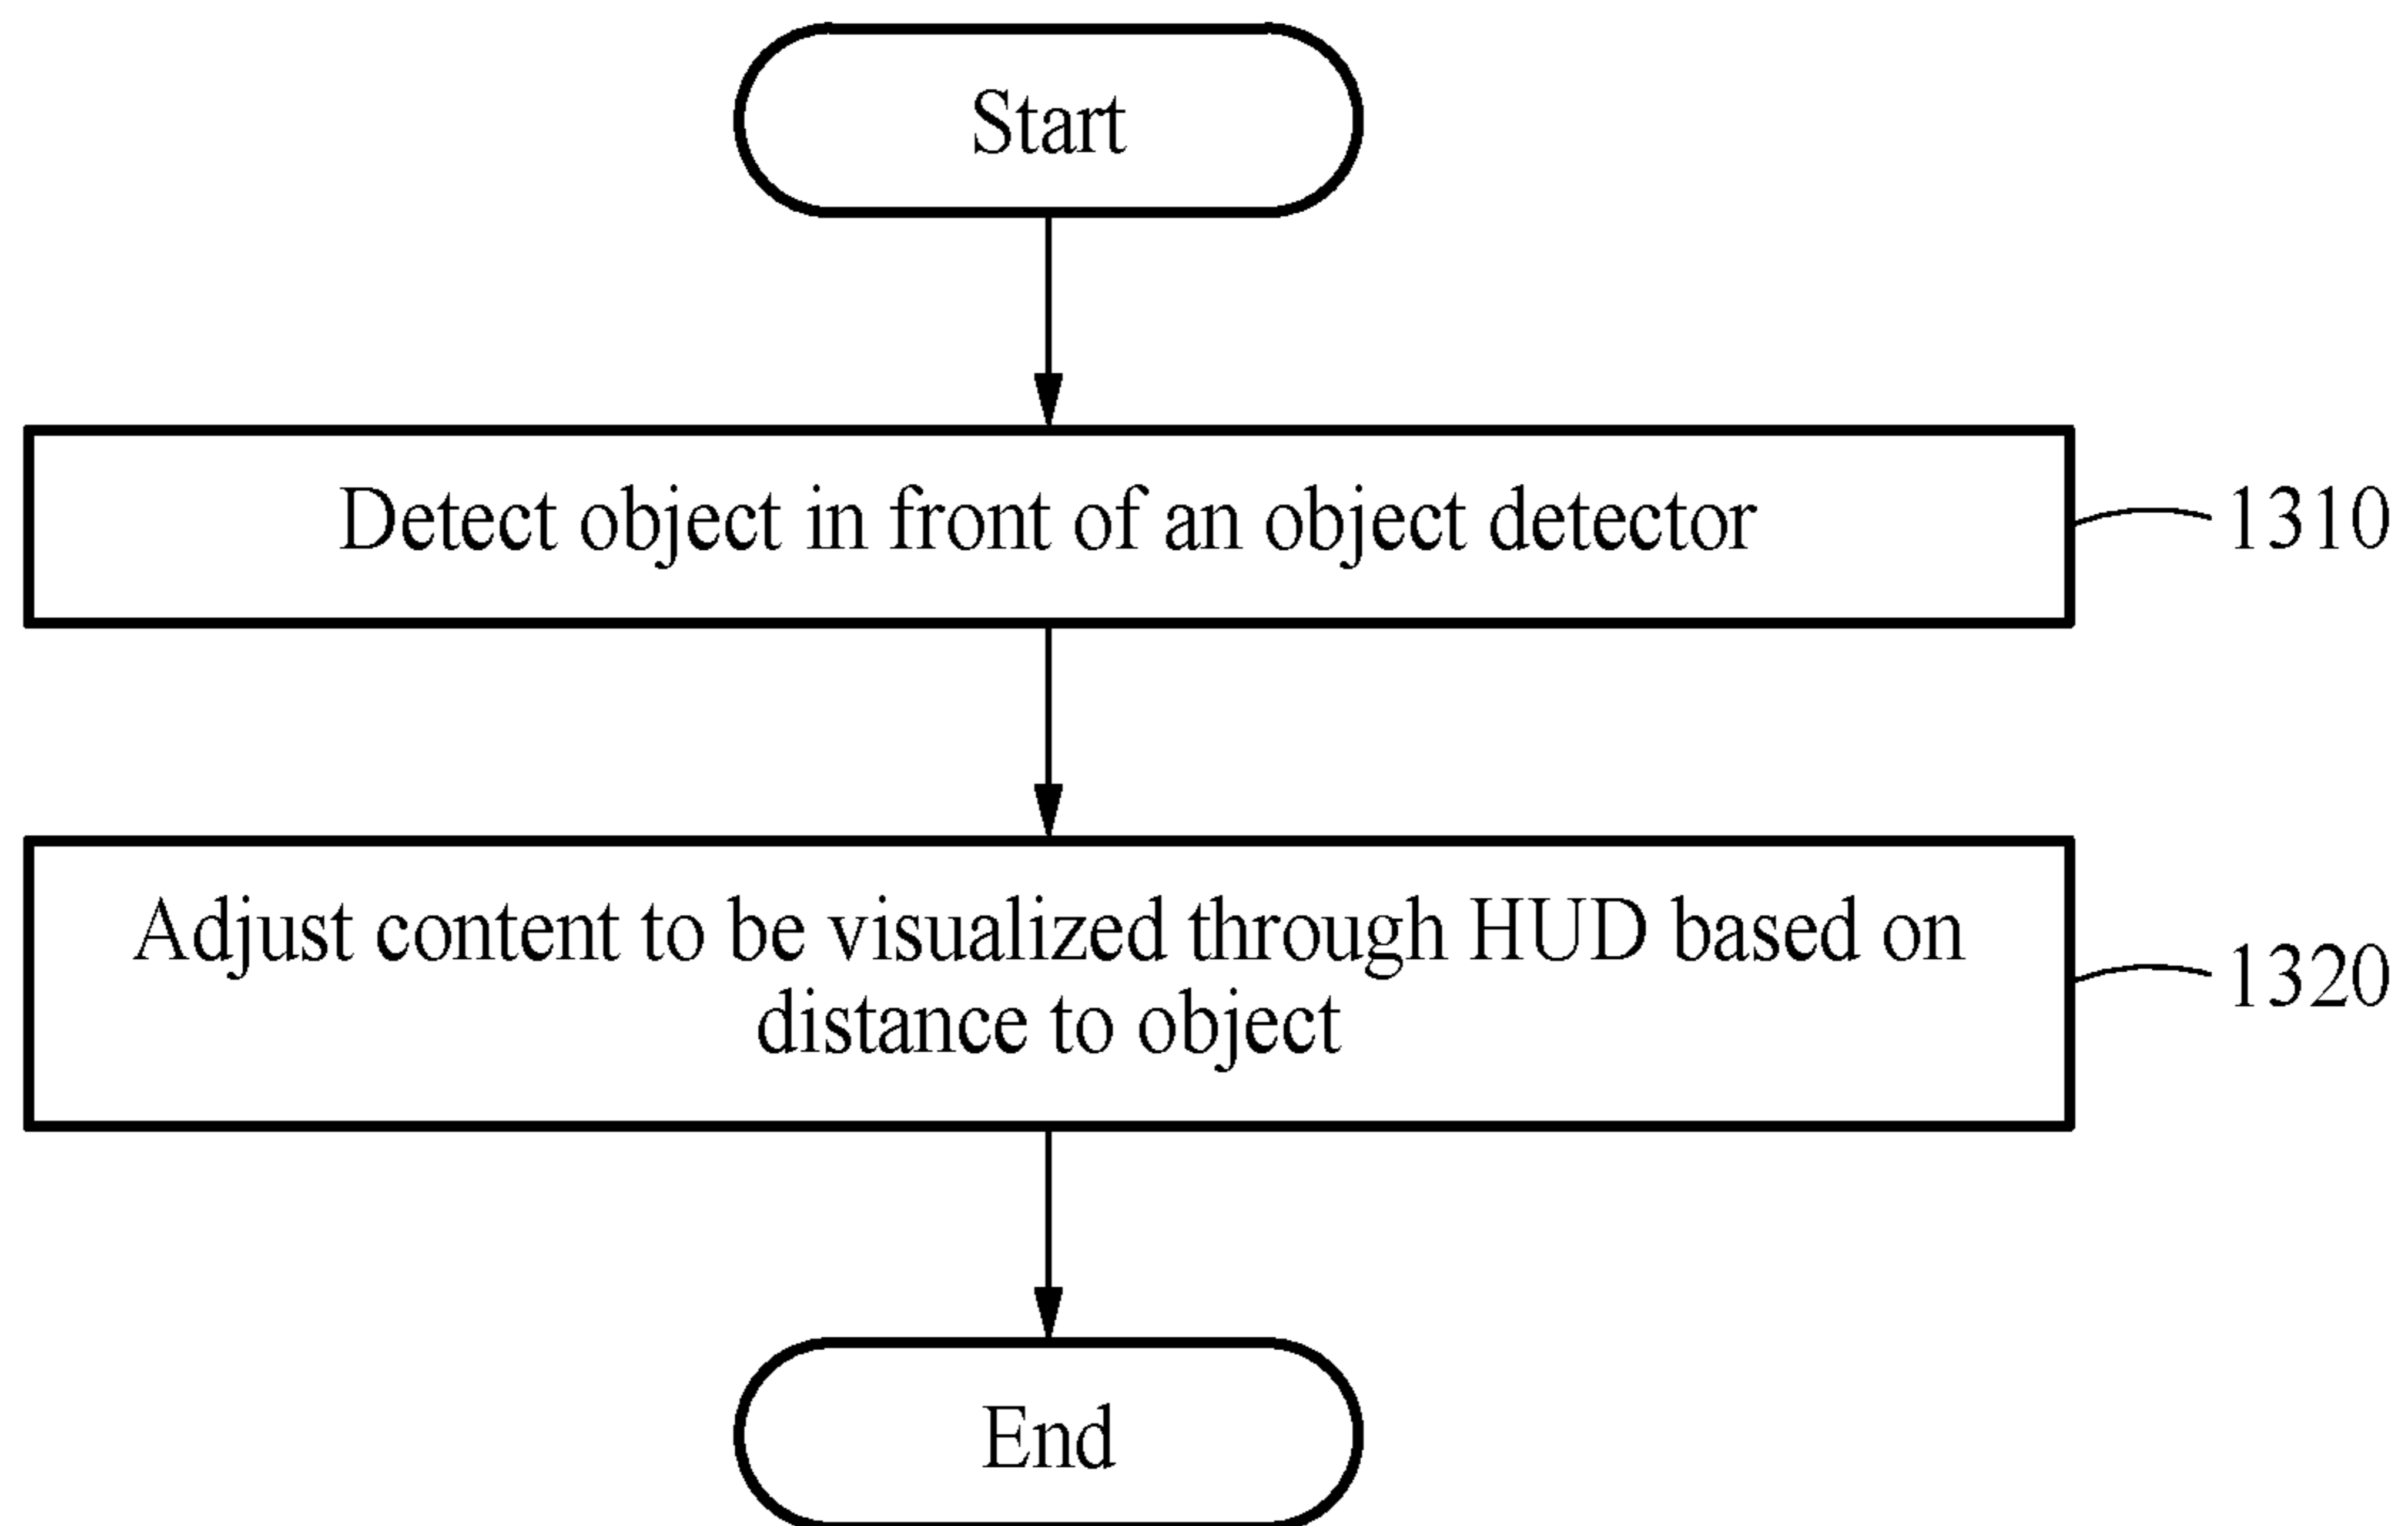 Start
Detect object in front of an object detector
1310
Adjust content to be visualized through HUD based on
distance to object
1320
End